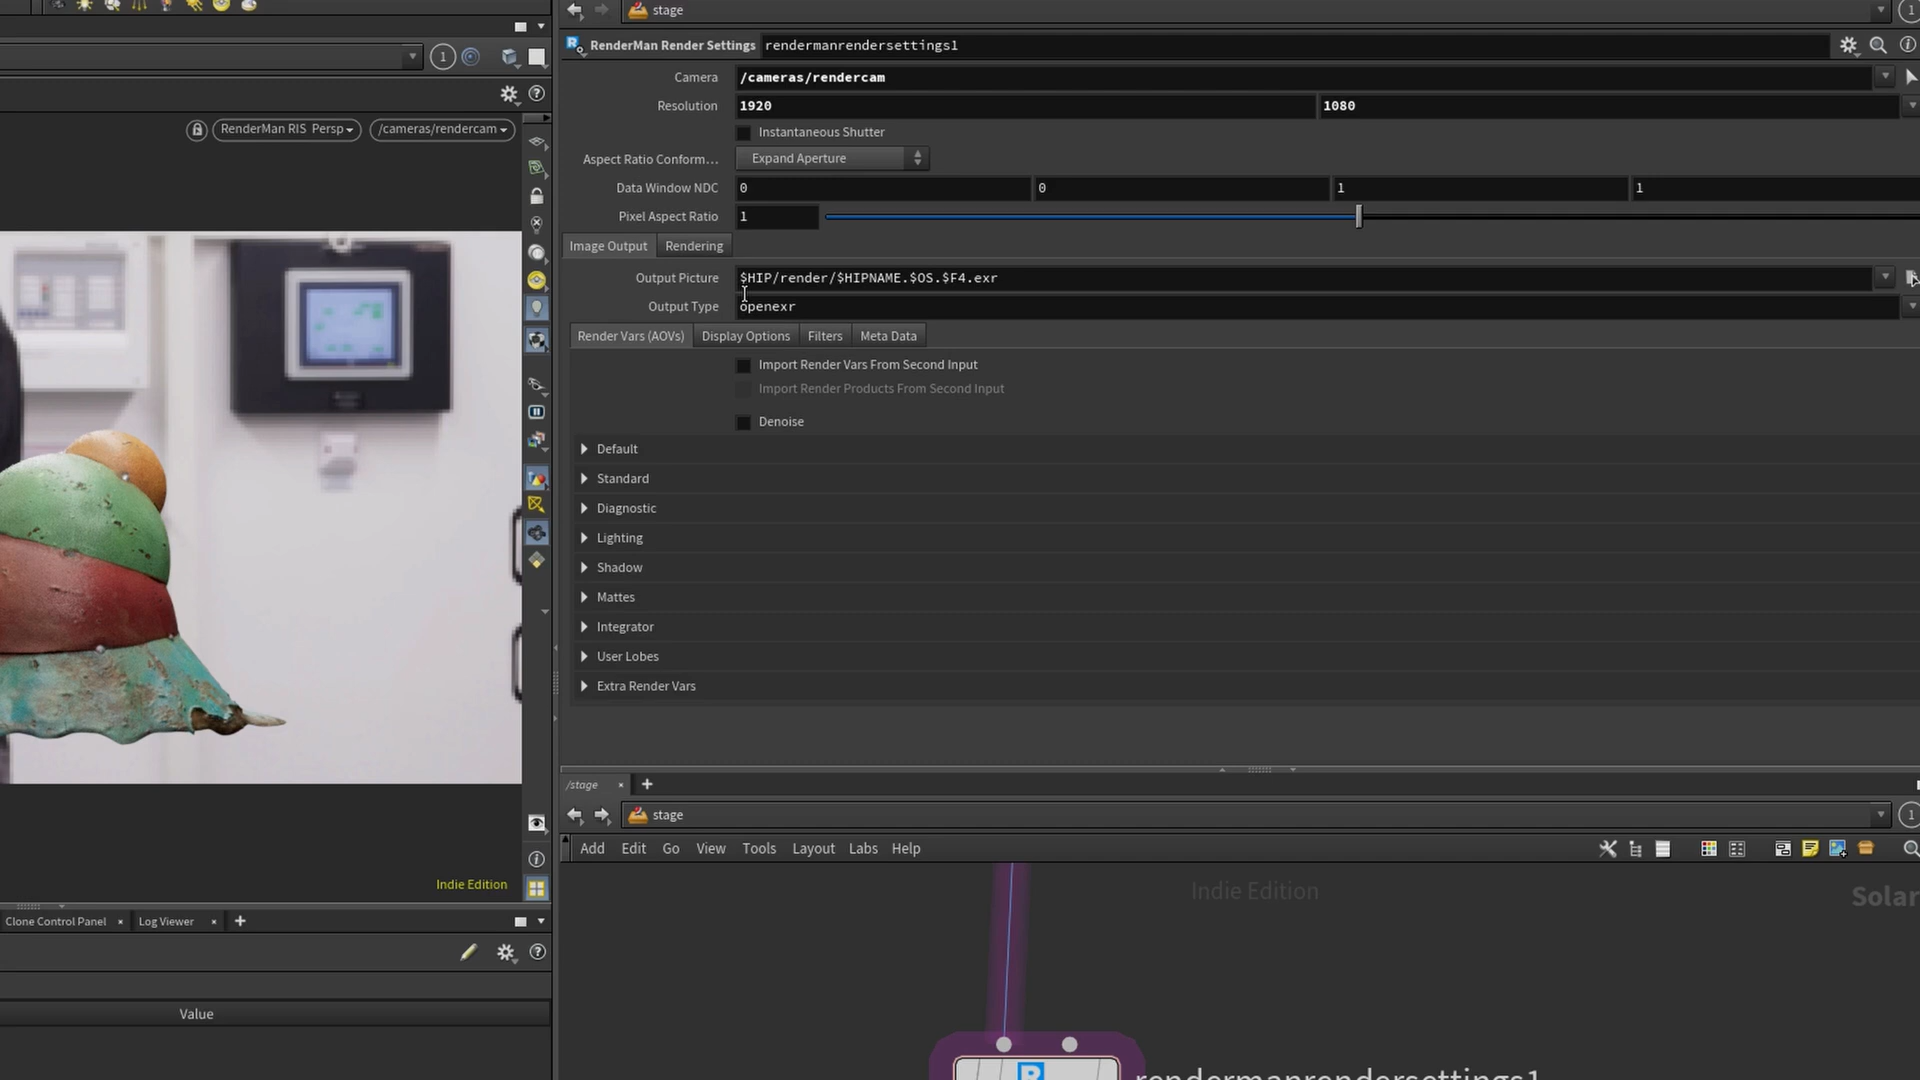 stage
1
RenderMan Render Settings rendermanrendersettings1
Camera /cameras/rendercam
Resolution 1920 1080
Instantaneous Shutter
Aspect Ratio Conform... Expand Aperture
Data Window NDC 0 0 1 1
Pixel Aspect Ratio 1
Image Output Rendering
Output Picture $HIP/render/$HIPNAME.$OS.$F4.exr
Output Type openexr
Render Vars (AOVs) Display Options Filters Meta Data
Import Render Vars From Second Input
Import Render Products From Second Input
Denoise
Default
Standard
Diagnostic
Lighting
Shadow
Mattes
Integrator
User Lobes
Extra Render Vars
1
RenderMan RIS Persp /cameras/rendercam
Indie Edition
Clone Control Panel Log Viewer
Value
/stage
stage
1
Add Edit Go View Tools Layout Labs Help
Indie Edition
Solar
rendermanrendersettings1